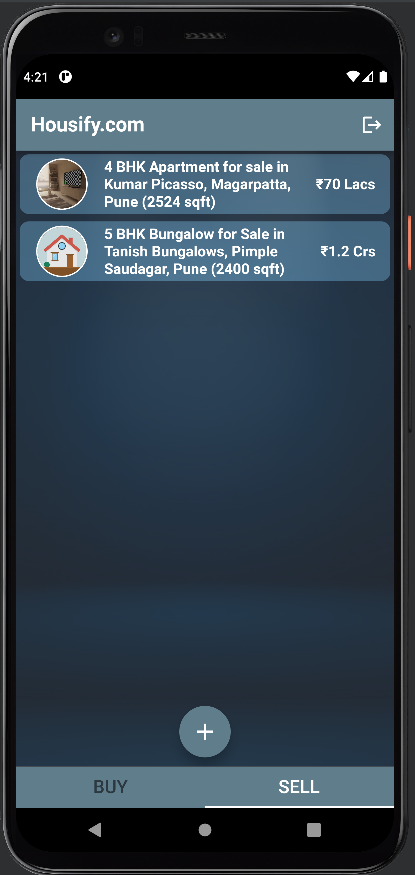 4:21
Housify.com
4 BHK Apartment for sale in
Kumar Picasso, Magarpatta,
Pune (2524 sqft)
₹70 Lacs
5 BHK Bungalow for Sale in
Tanish Bungalows, Pimple
Saudagar, Pune (2400 sqft)
₹1.2 Crs
+
BUY
SELL